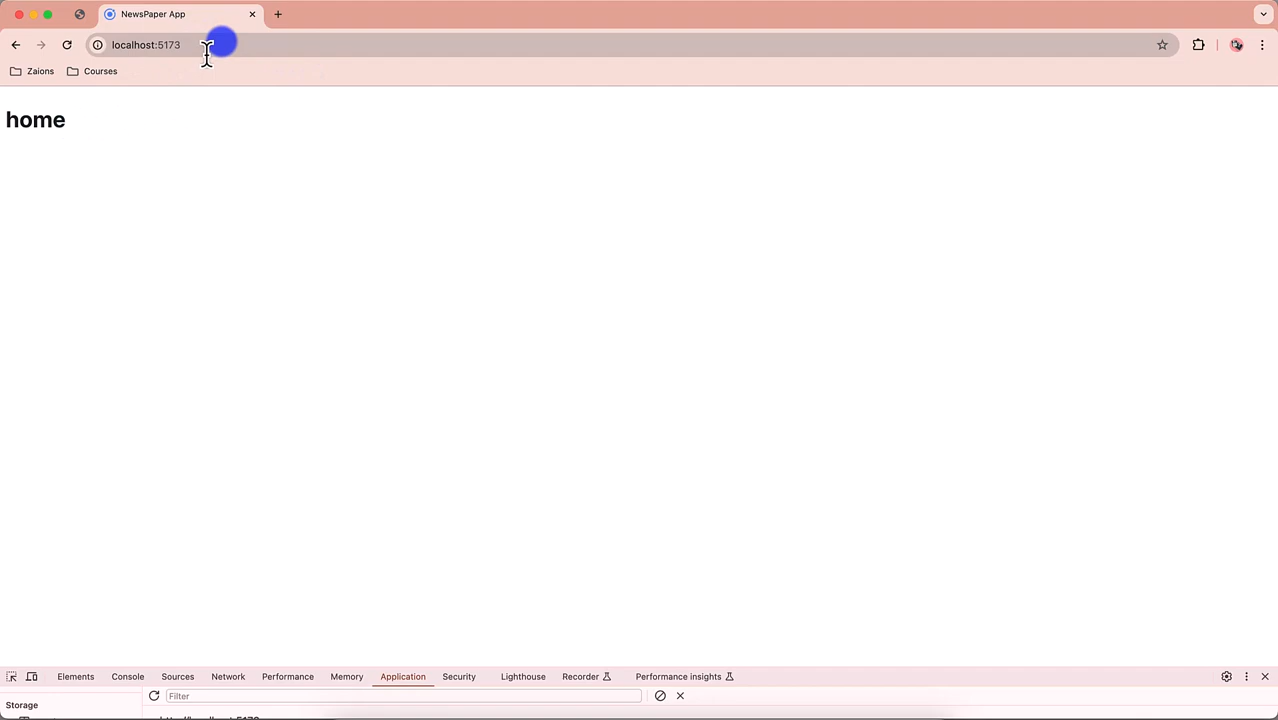 NewsPaper App
localhost:5173
Zaions Courses
home
Elements Console Sources Network Performance Memory Application Security Lighthouse Recorder Performance insights
Filter
Storage